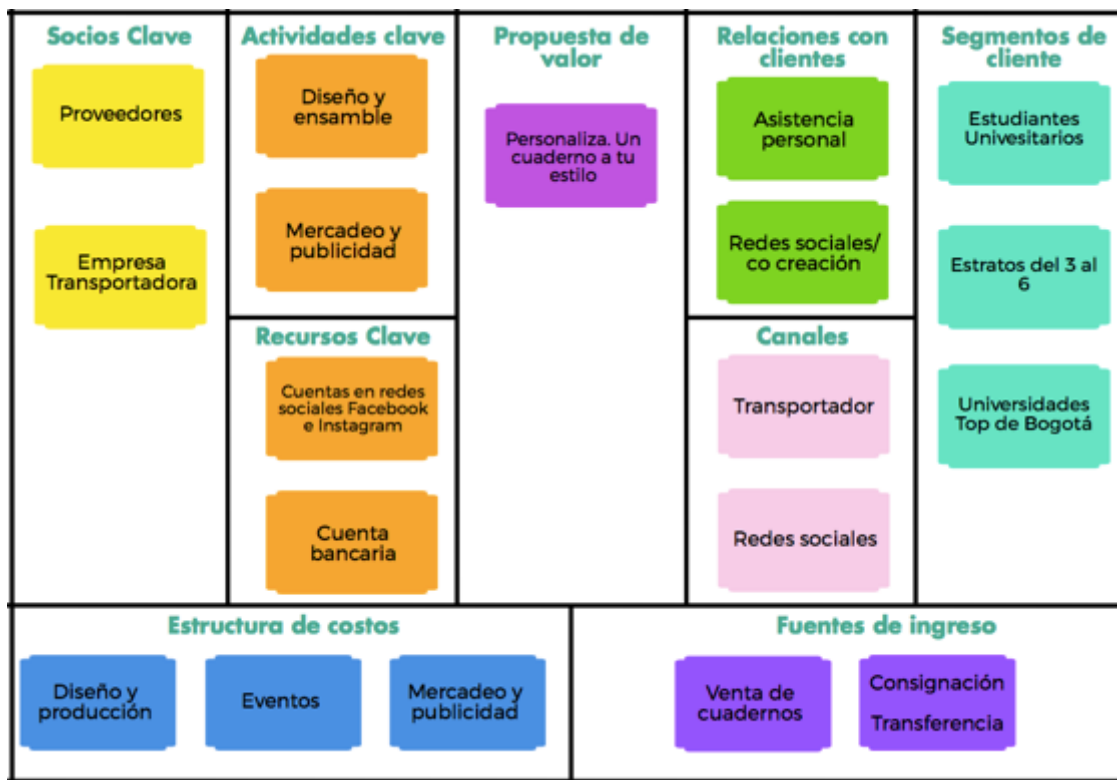 Socios Clave
Proveedores
Empresa
Transportadora
Actividades clave
Diseño y
ensamble
Mercadeo y
publicidad
Recursos Clave
Cuentas en redes
sociales Facebook
e Instagram
Cuenta
bancaria
Propuesta de
valor
Personaliza. Un
cuaderno a tu
estilo
Relaciones con
clientes
Asistencia
personal
Redes sociales/
co creación
Canales
Transportador
Redes sociales
Segmentos de
cliente
Estudiantes
Univesitarios
Estratos del 3 al
6
Universidades
Top de Bogotá
Estructura de costos
Diseño y
producción
Eventos
Mercadeo y
publicidad
Fuentes de ingreso
Venta de
cuadernos
Consignación
Transferencia